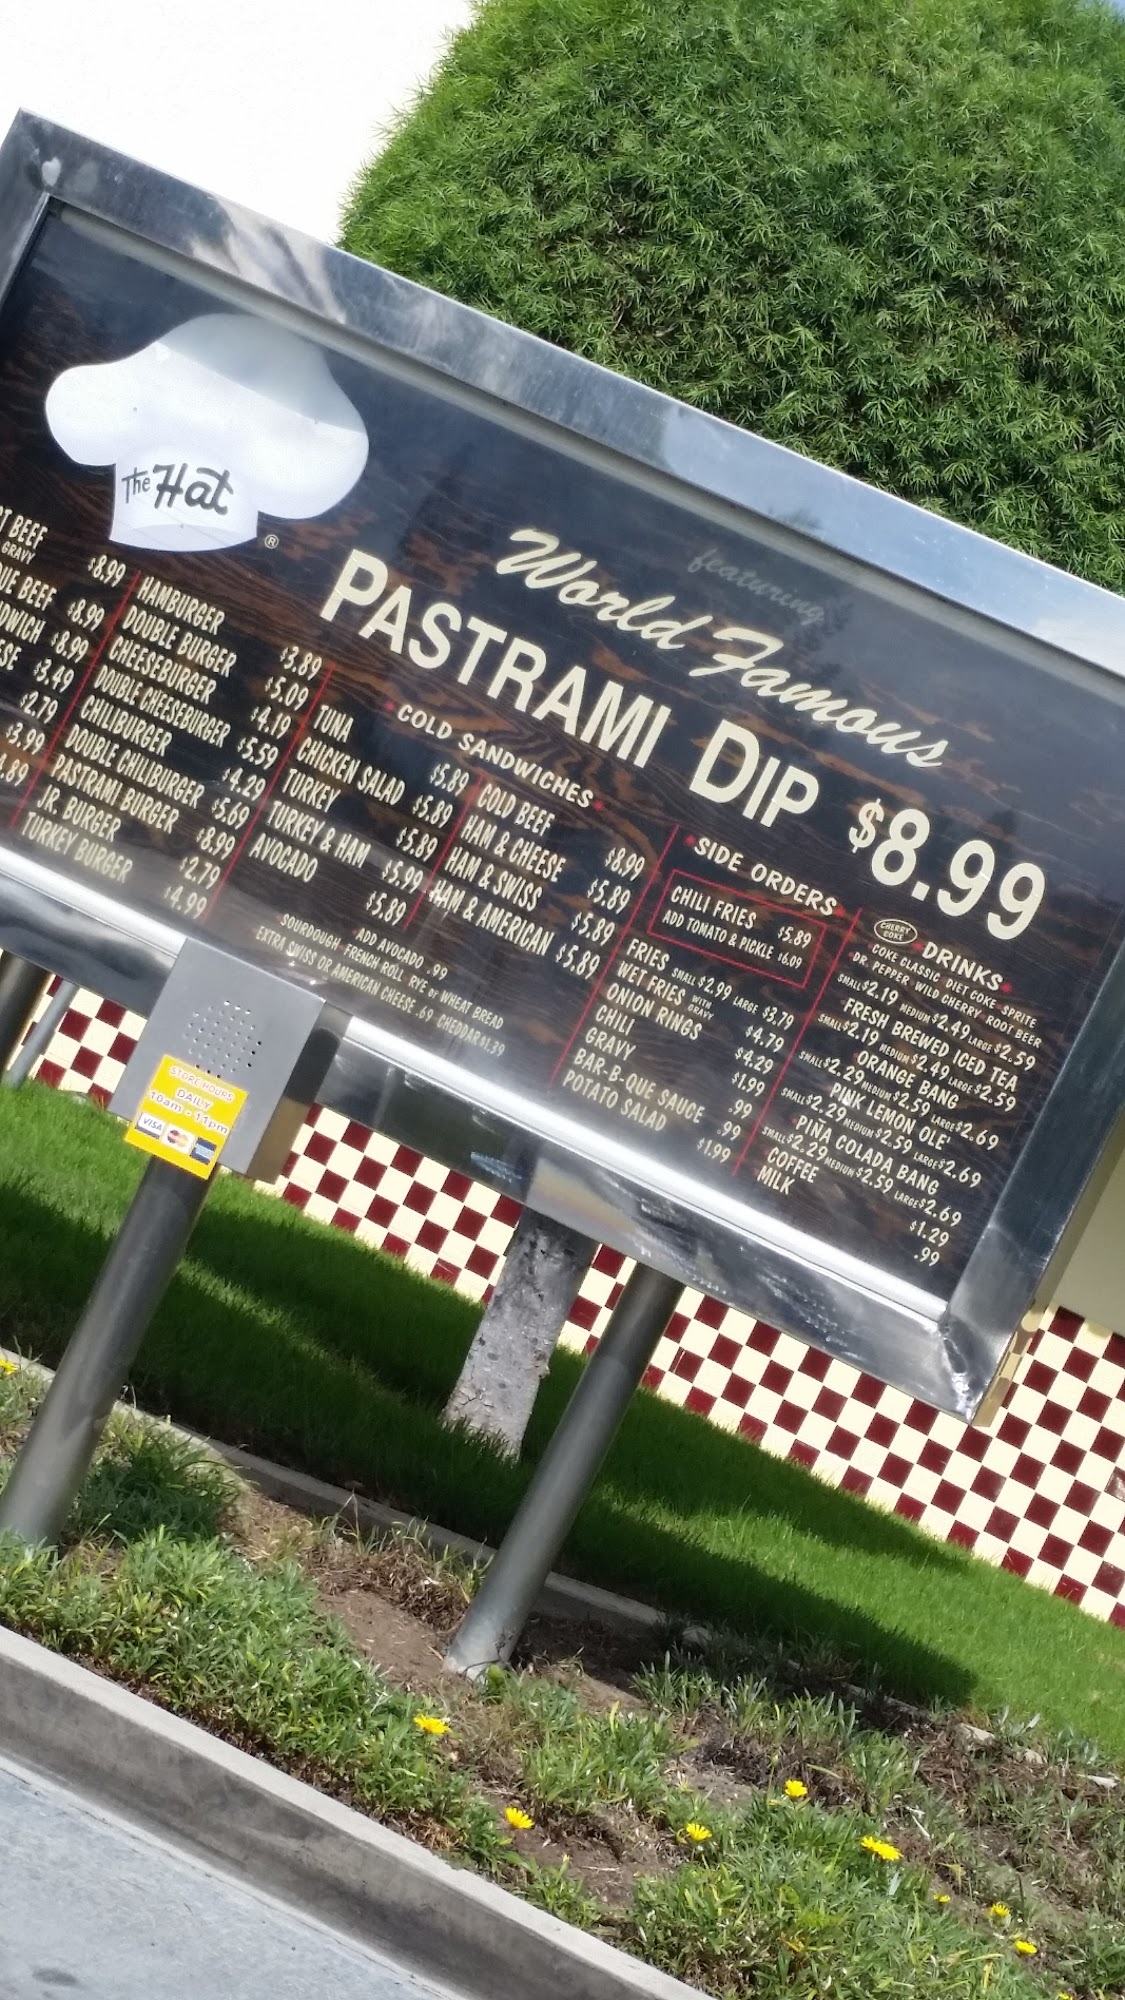 The Hat ®
featuring
World Famous
PASTRAMI DIP $8.99
BEEF
GRAVY $8.99
BEEF $8.99
$8.99
$3.49
$2.79
$3.99
HAMBURGER $3.89
DOUBLE BURGER $5.09
CHEESEBURGER $4.19
DOUBLE CHEESEBURGER $5.59
CHILIBURGER $4.29
DOUBLE CHILIBURGER $5.69
PASTRAMI BURGER $8.99
JR. BURGER $2.79
TURKEY BURGER $4.99
COLD SANDWICHES
TUNA $5.89
CHICKEN SALAD $5.89
TURKEY $5.89
TURKEY & HAM $5.99
AVOCADO $5.89
COLD BEEF $8.99
HAM & CHEESE $5.89
HAM & SWISS $5.89
HAM & AMERICAN $5.89
ADD AVOCADO .99
SOURDOUGH FRENCH ROLL RYE or WHEAT BREAD
EXTRA SWISS OR AMERICAN CHEESE .69 CHEDDAR $1.39
SIDE ORDERS
CHILI FRIES $5.89
ADD TOMATO & PICKLE $6.09
FRIES SMALL $2.99 LARGE $3.79
WET FRIES WITH GRAVY $4.79
ONION RINGS $4.29
CHILI $1.99
GRAVY .99
BAR-B-QUE SAUCE .99
POTATO SALAD $1.99
CHERRY COKE
DRINKS
COKE CLASSIC DIET COKE SPRITE
DR. PEPPER WILD CHERRY ROOT BEER
SMALL $2.19 MEDIUM $2.49 LARGE $2.59
FRESH BREWED ICED TEA
SMALL $2.19 MEDIUM $2.49 LARGE $2.59
ORANGE BANG
SMALL $2.29 MEDIUM $2.59 LARGE $2.69
PINK LEMON OLE'
SMALL $2.29 MEDIUM $2.59 LARGE $2.69
PIÑA COLADA BANG
SMALL $2.29 MEDIUM $2.59 LARGE $2.69
COFFEE $1.29
MILK .99
STORE HOURS
DAILY
10am - 11pm
VISA